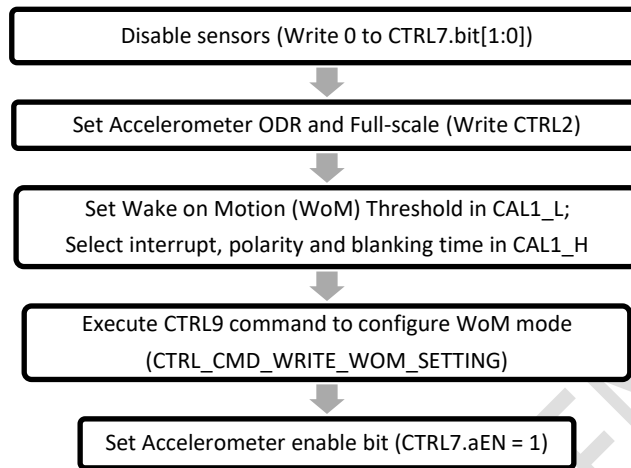 Disable sensors (Write 0 to CTRL7.bit[1:0])
Set Accelerometer ODR and Full-scale (Write CTRL2)
Set Wake on Motion (WoM) Threshold in CAL1_L;
Select interrupt, polarity and blanking time in CAL1_H
Execute CTRL9 command to configure WoM mode
(CTRL_CMD_WRITE_WOM_SETTING)
Set Accelerometer enable bit (CTRL7.aEN = 1)